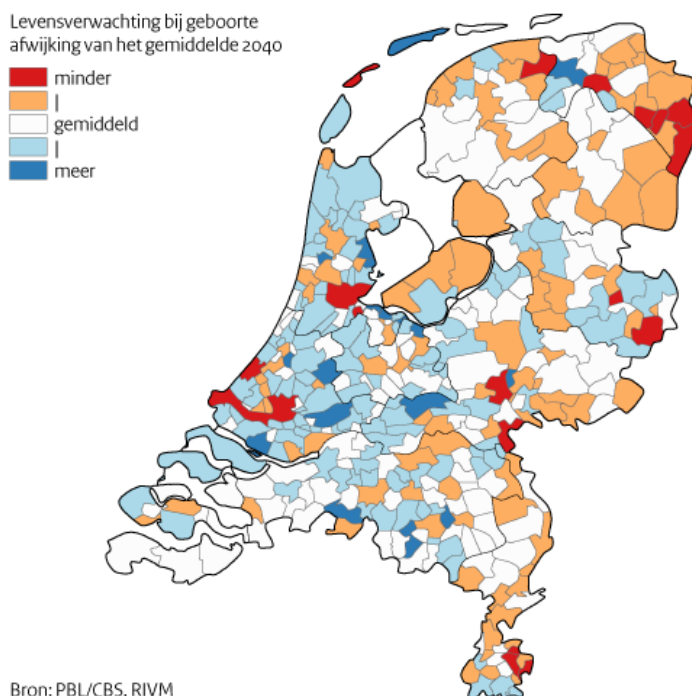 Levensverwachting bij geboorte
afwijking van het gemiddelde 2040
minder
|
gemiddeld
|
meer
Bron: PBL/CBS, RIVM